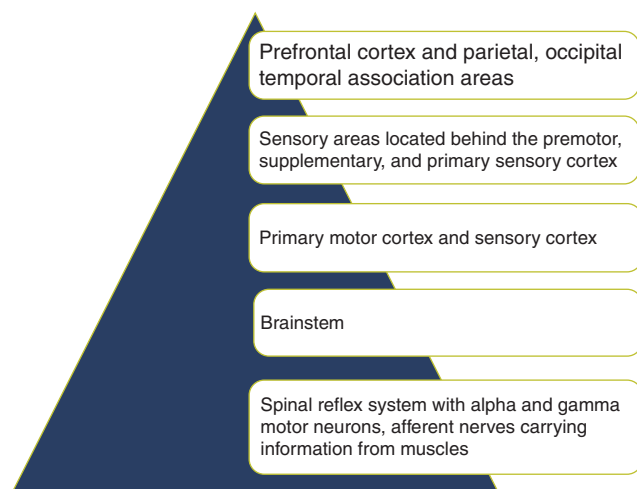 Prefrontal cortex and parietal, occipital
temporal association areas
Sensory areas located behind the premotor,
supplementary, and primary sensory cortex
Primary motor cortex and sensory cortex
Brainstem
Spinal reflex system with alpha and gamma
motor neurons, afferent nerves carrying
information from muscles